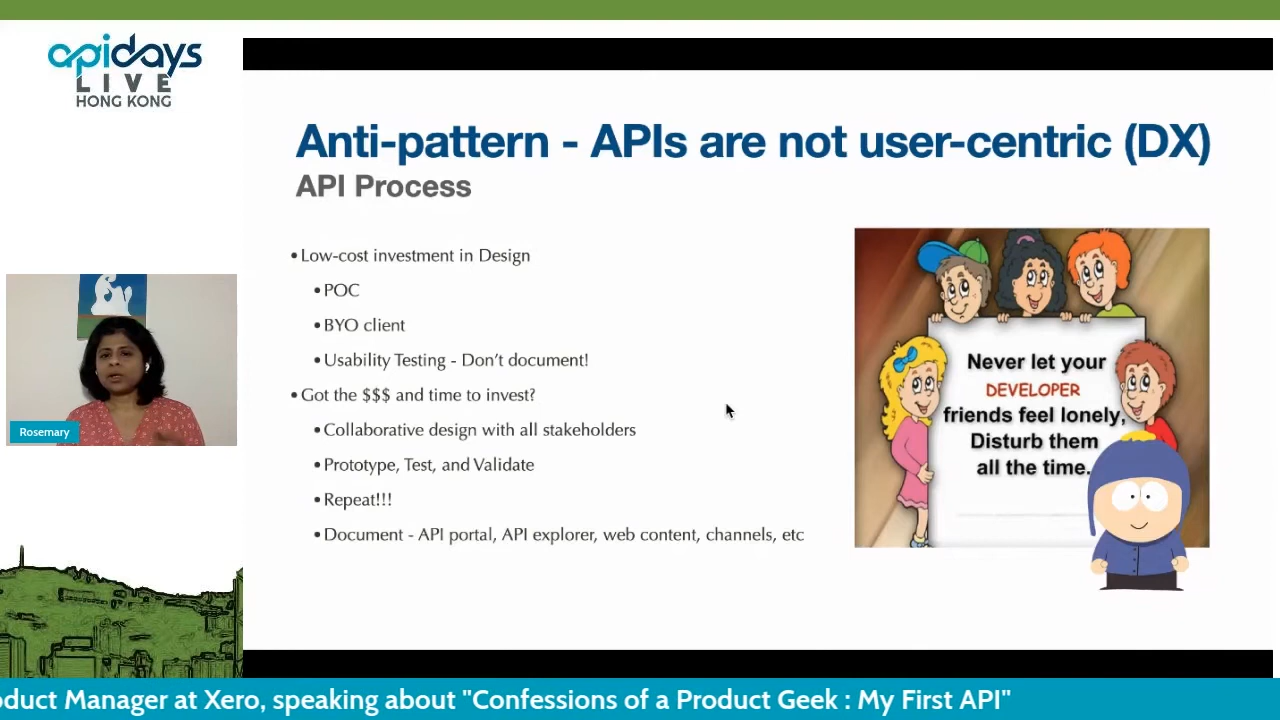 apidays
LIVE
HONG KONG
Anti-pattern - APIs are not user-centric (DX)
API Process
• Low-cost investment in Design
• POC
• BYO client
• Usability Testing - Don't document!
• Got the $$$ and time to invest?
• Collaborative design with all stakeholders
• Prototype, Test, and Validate
• Repeat!!!
• Document - API portal, API explorer, web content, channels, etc
Never let your
DEVELOPER
friends feel lonely,
Disturb them
all the time.
Rosemary
oduct Manager at Xero, speaking about "Confessions of a Product Geek : My First API"